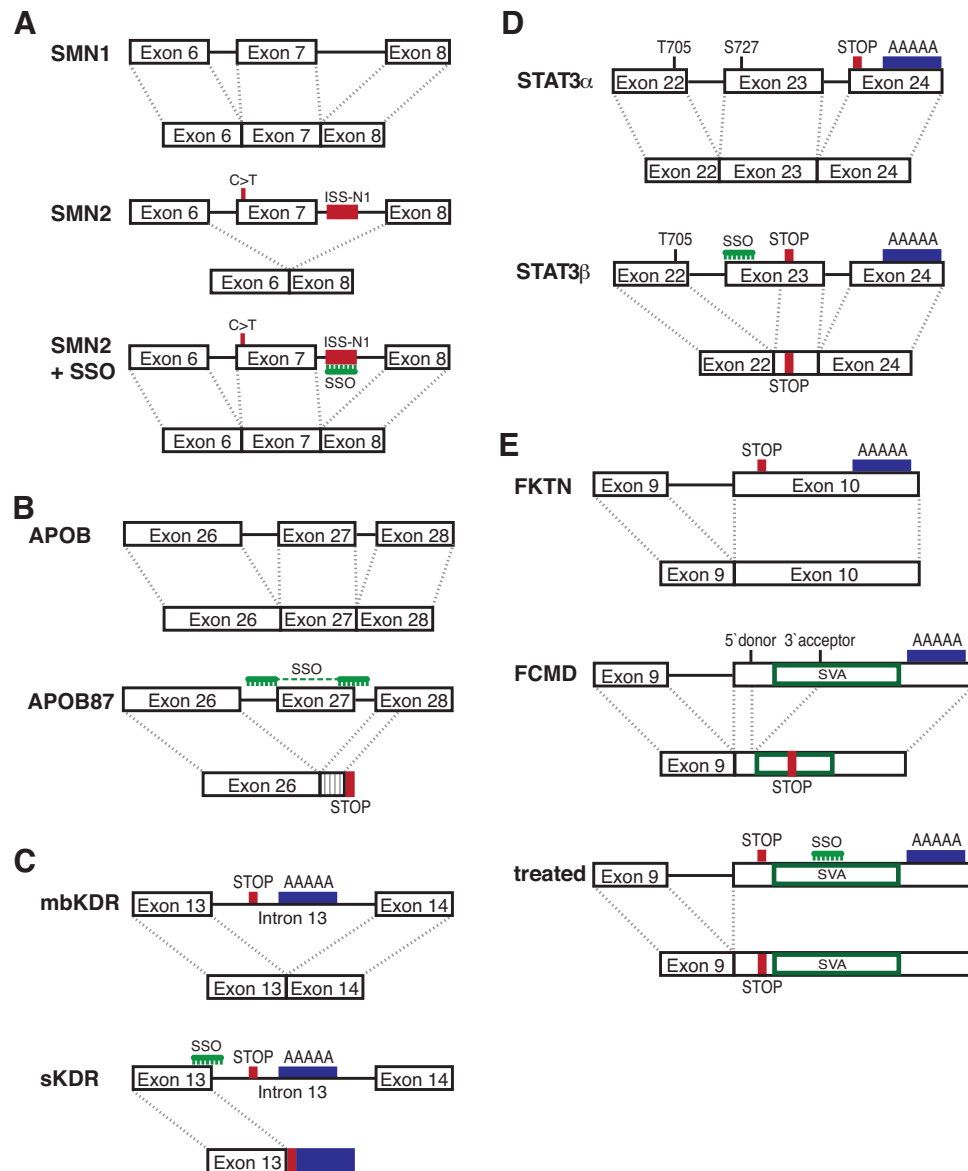 A
SMN1
Exon 6 Exon 7 Exon 8
Exon 6 Exon 7 Exon 8
SMN2
C>T
ISS-N1
Exon 6 Exon 7 Exon 8
Exon 6 Exon 8
SMN2
+ SSO
C>T
ISS-N1
Exon 6 Exon 7 Exon 8
SSO
Exon 6 Exon 7 Exon 8
B
APOB
Exon 26 Exon 27 Exon 28
Exon 26 Exon 27 Exon 28
APOB87
SSO
Exon 26 Exon 27 Exon 28
Exon 26
STOP
C
mbKDR
STOP AAAAA
Exon 13 Intron 13 Exon 14
Exon 13 Exon 14
sKDR
SSO
STOP AAAAA
Exon 13 Intron 13 Exon 14
Exon 13
D
STAT3α
T705 S727 STOP AAAAA
Exon 22 Exon 23 Exon 24
Exon 22 Exon 23 Exon 24
STAT3β
T705 SSO STOP AAAAA
Exon 22 Exon 23 Exon 24
Exon 22 Exon 24
STOP
E
FKTN
STOP AAAAA
Exon 9 Exon 10
Exon 9 Exon 10
FCMD
5`donor 3`acceptor AAAAA
Exon 9 SVA
Exon 9
STOP
treated
STOP SSO AAAAA
Exon 9 SVA
Exon 9 SVA
STOP